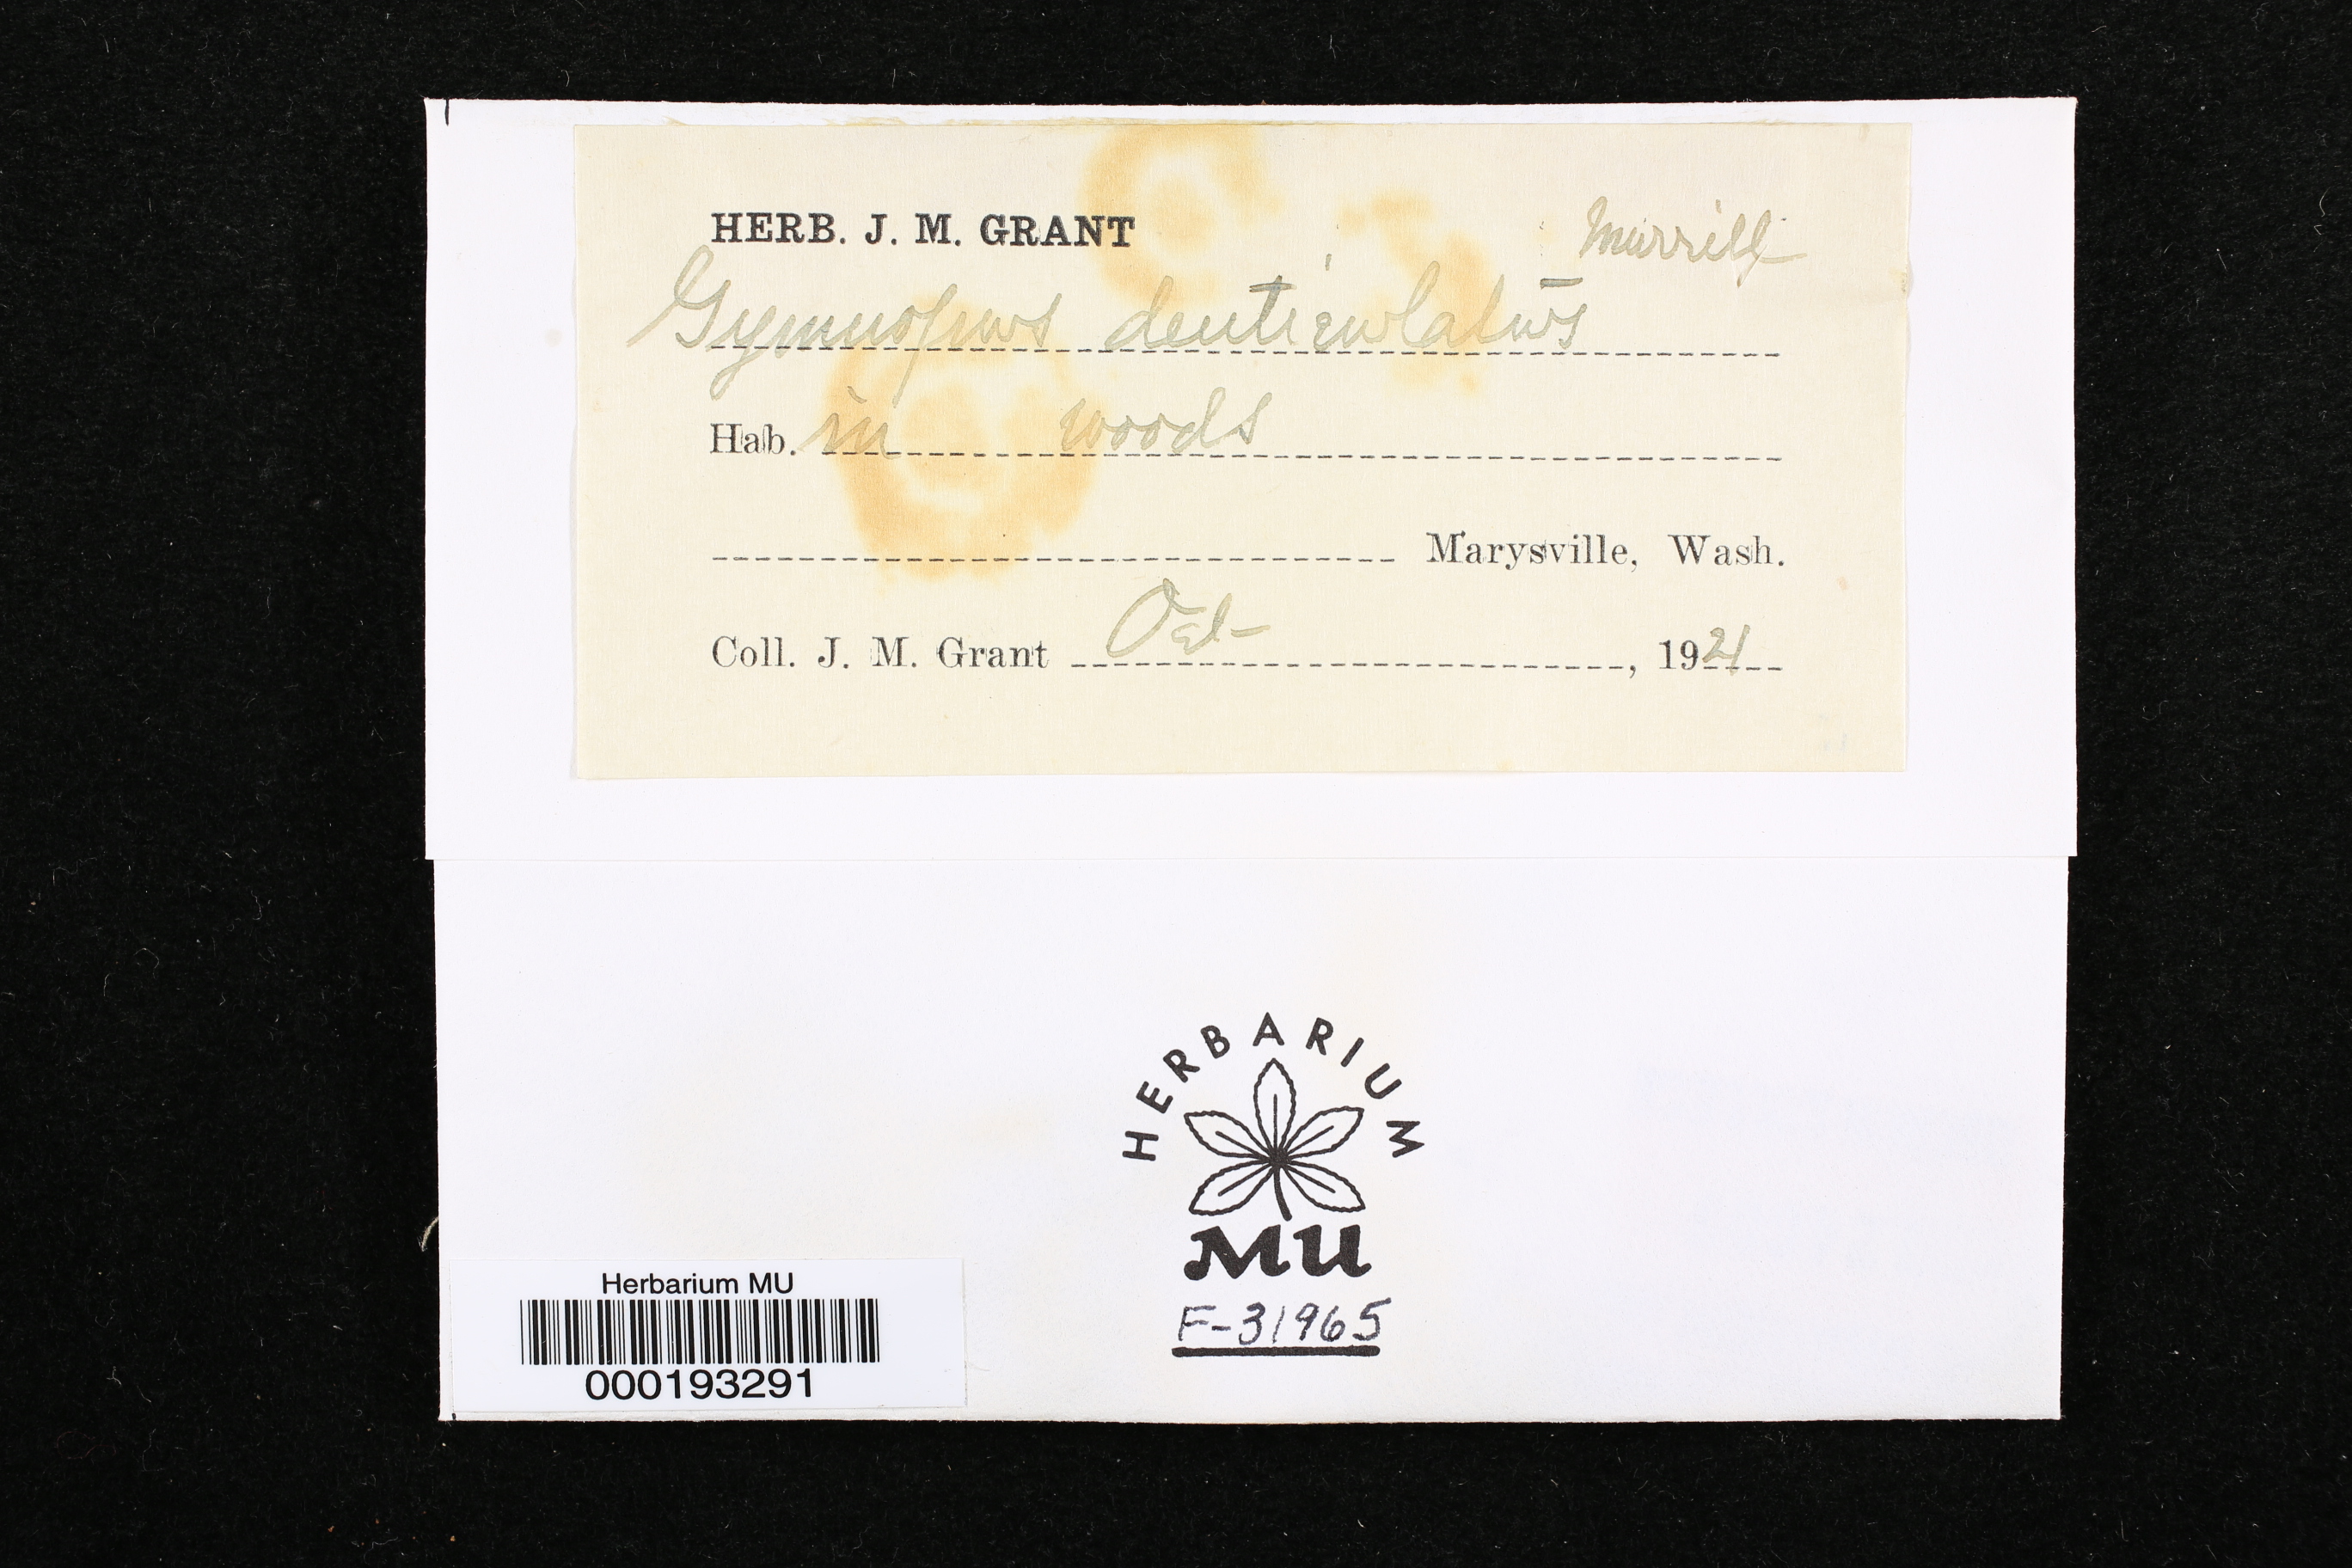 HERB. J. M. GRANT
Murrill
Gymnopus denticulatus
Hab. in woods
Marysville, Wash.
Coll. J. M. Grant Oct , 1921
HERBARIUM
MU
F-31965
Herbarium MU
000193291